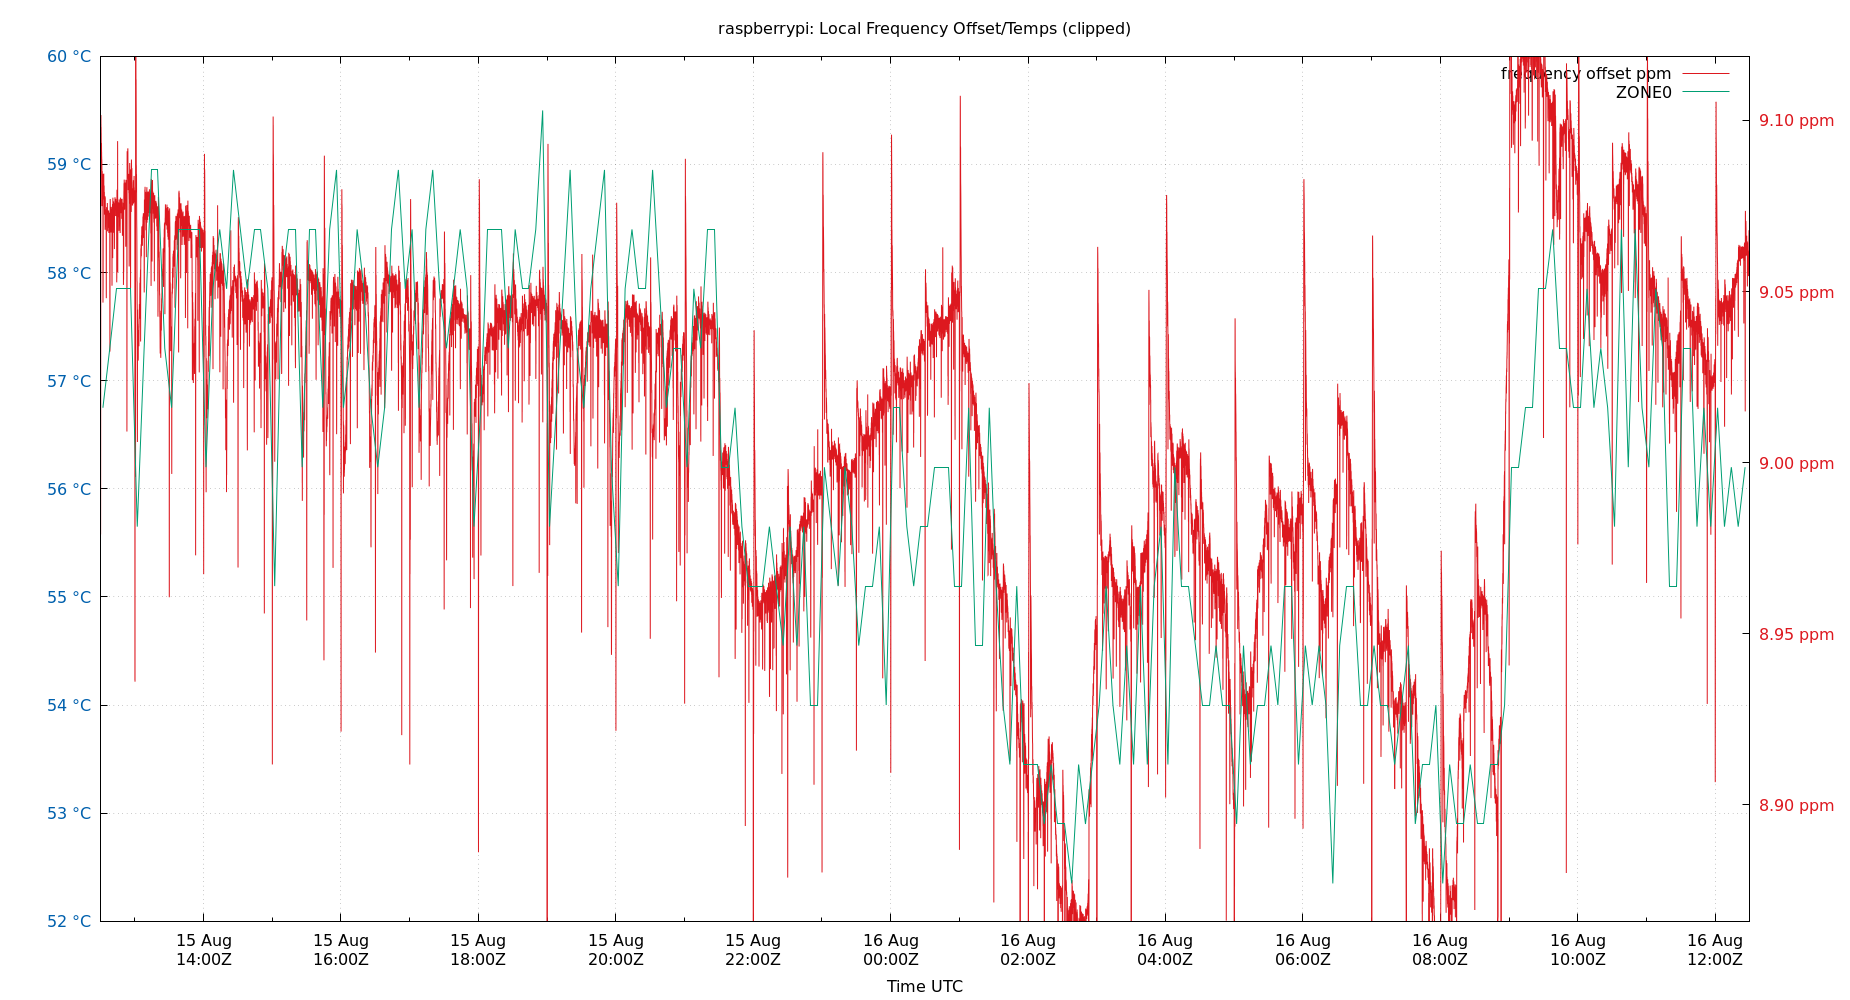 raspberrypi: Local Frequency Offset/Temps (clipped)
60 °C
59 °C
58 °C
57 °C
56 °C
55 °C
54 °C
53 °C
52 °C
frequency offset ppm
ZONE0
9.10 ppm
9.05 ppm
9.00 ppm
8.95 ppm
8.90 ppm
15 Aug 15 Aug 15 Aug 15 Aug 15 Aug 16 Aug 16 Aug 16 Aug 16 Aug 16 Aug 16 Aug 16 Aug
14:00Z 16:00Z 18:00Z 20:00Z 22:00Z 00:00Z 02:00Z 04:00Z 06:00Z 08:00Z 10:00Z 12:00Z
Time UTC